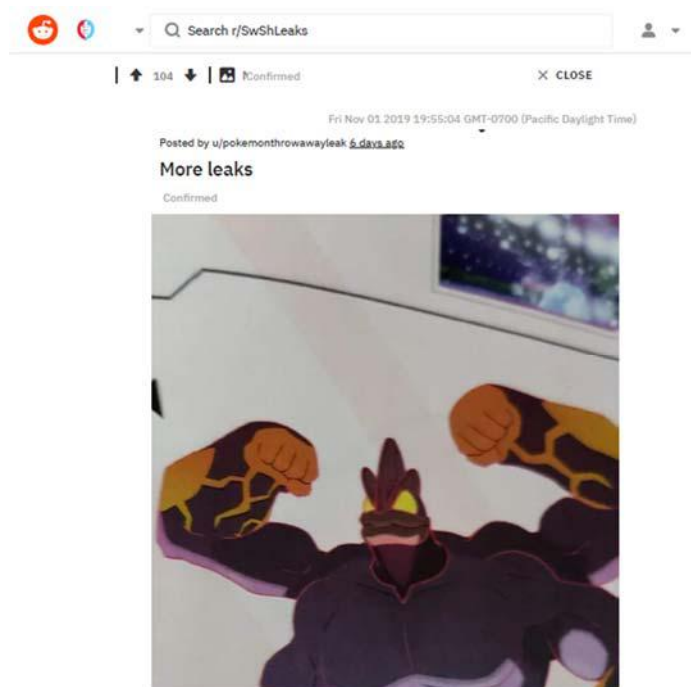 Search r/SwShLeaks
104
Confirmed
CLOSE
Fri Nov 01 2019 19:55:04 GMT-0700 (Pacific Daylight Time)
Posted by u/pokemonthrowawayleak 6 days ago
More leaks
Confirmed